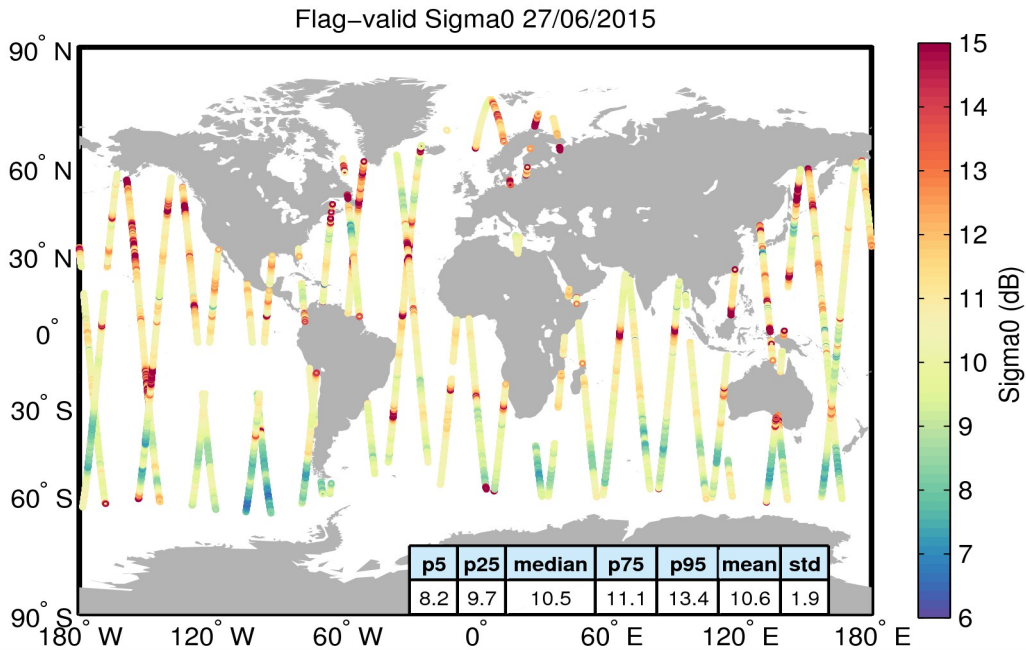 Flag−valid Sigma0 27/06/2015
90° N
60° N
30° N
0°
30° S
60° S
90° S
180° W
120° W
60° W
0°
60° E
120° E
180° E
15
14
13
12
11
10
9
8
7
6
Sigma0 (dB)
p5 p25 median p75 p95 mean std
8.2 9.7 10.5 11.1 13.4 10.6 1.9